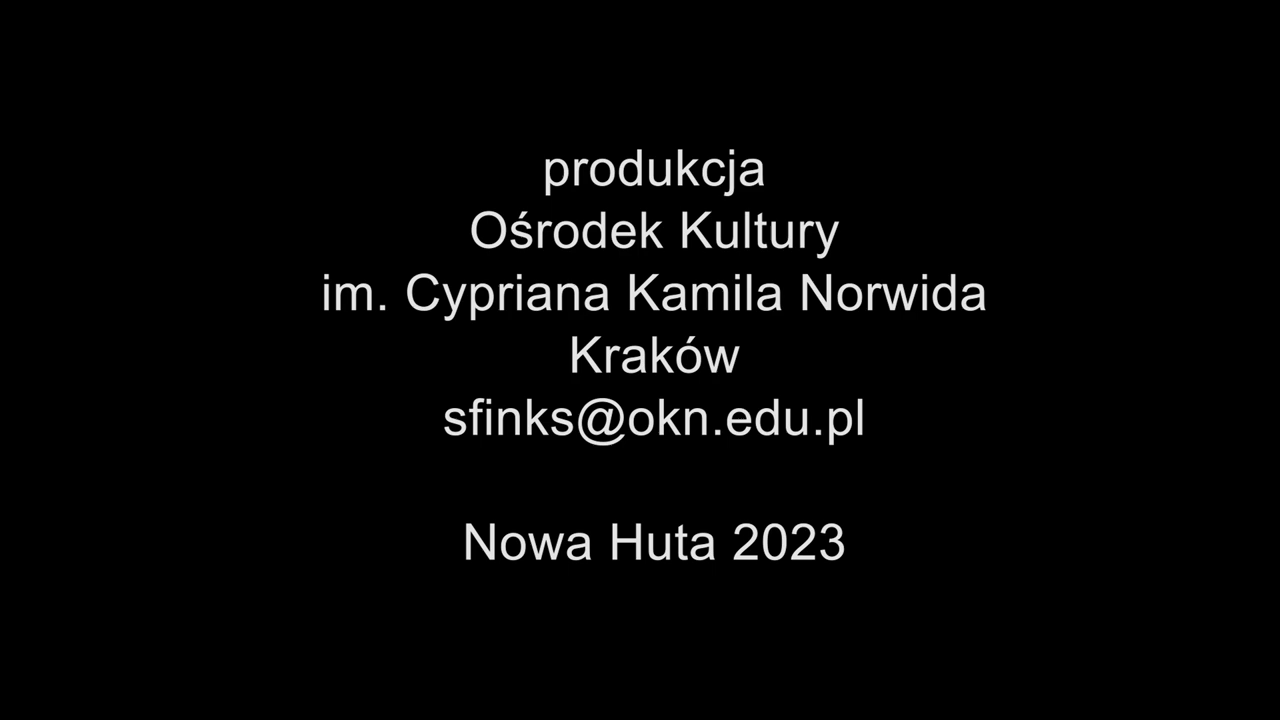 produkcja
Ośrodek Kultury
im. Cypriana Kamila Norwida
Kraków
sfinks@okn.edu.pl
Nowa Huta 2023